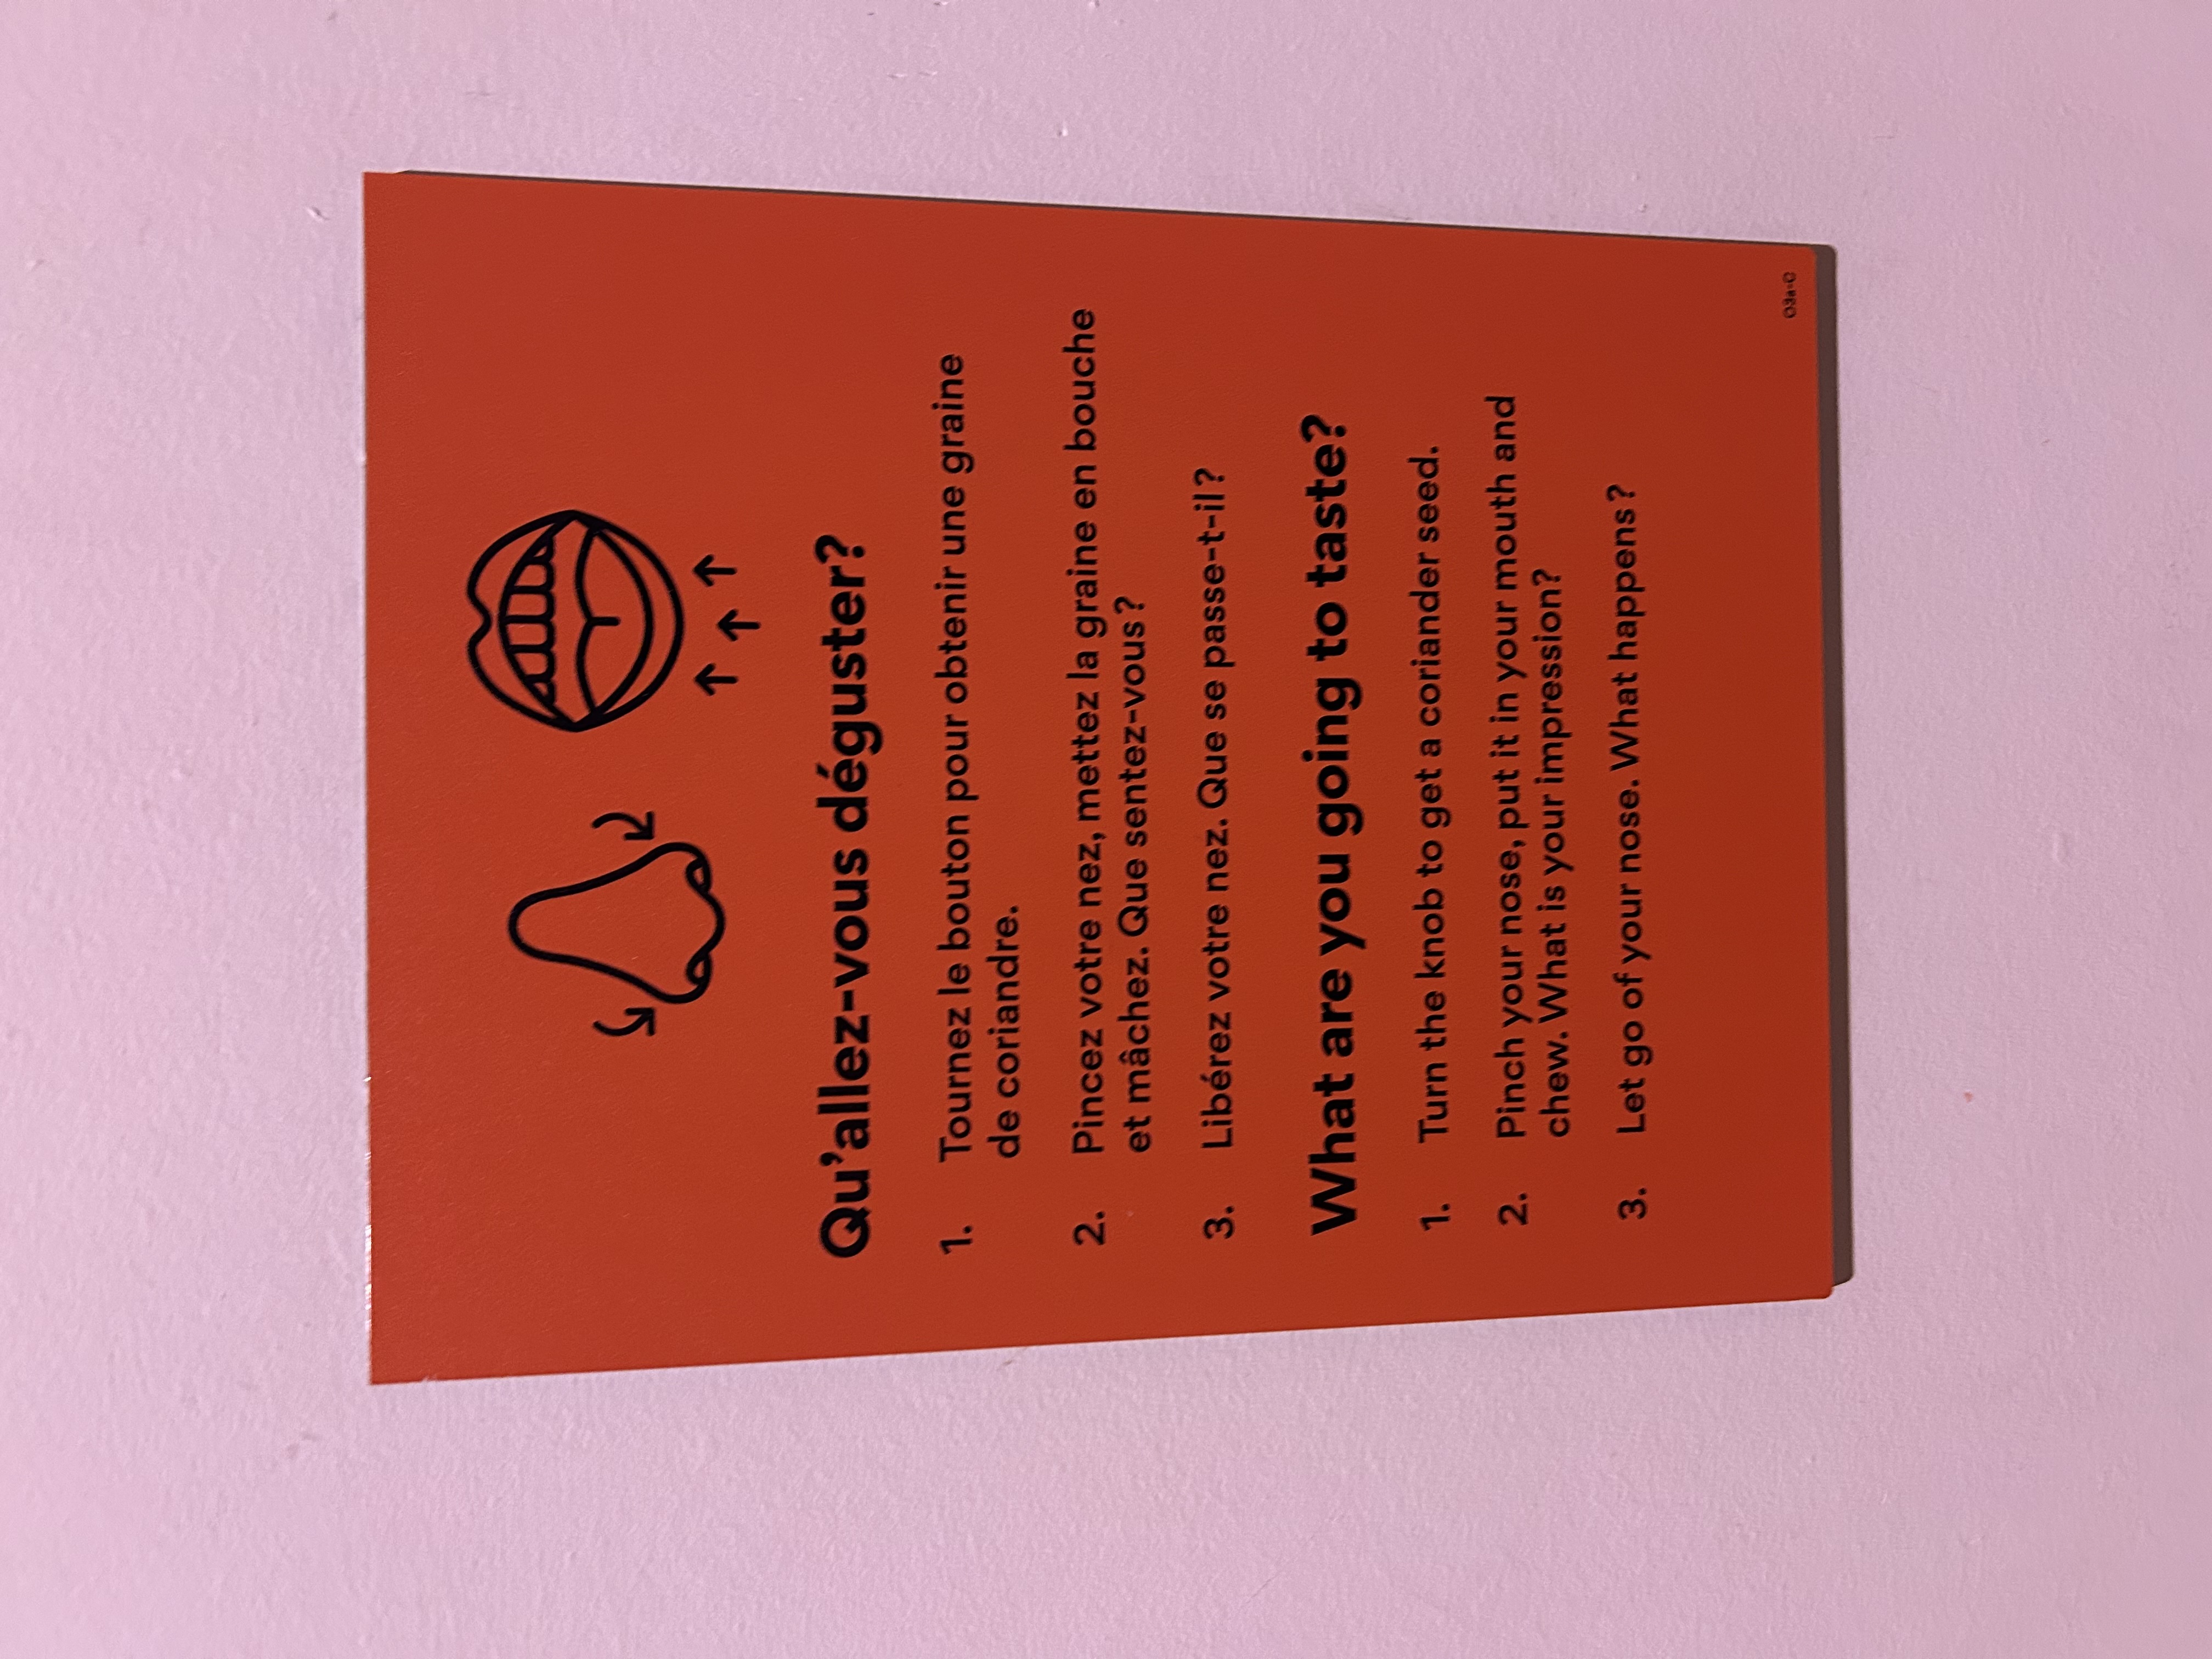 Qu'allez-vous déguster?
1. Tournez le bouton pour obtenir une graine
de coriandre.
2. Pincez votre nez, mettez la graine en bouche
et mâchez. Que sentez-vous ?
3. Libérez votre nez. Que se passe-t-il ?
What are you going to taste?
1. Turn the knob to get a coriander seed.
2. Pinch your nose, put it in your mouth and
chew. What is your impression?
3. Let go of your nose. What happens ?